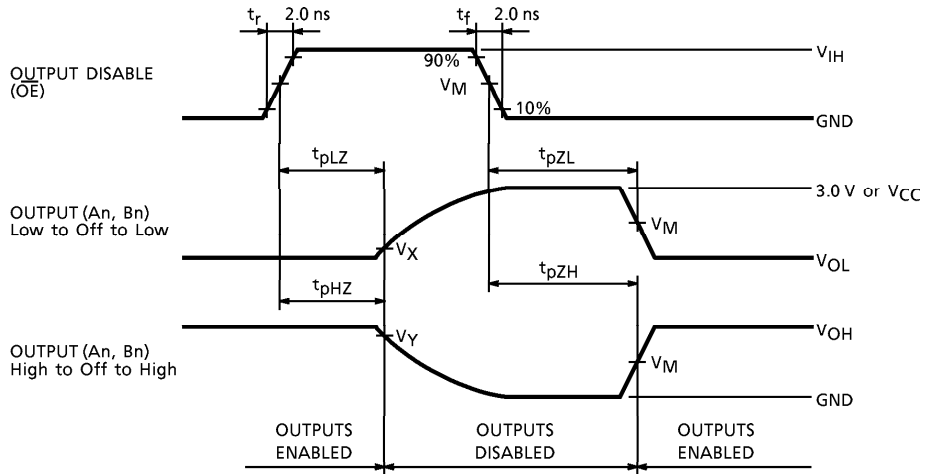 tr 2.0 ns tf 2.0 ns
OUTPUT DISABLE
(OE)
90%
VM
10%
VIH
GND
tpLZ tpZL
OUTPUT (An, Bn)
Low to Off to Low
VX
VM
3.0 V or VCC
VOL
tpHZ tpZH
OUTPUT (An, Bn)
High to Off to High
VY
VM
VOH
GND
OUTPUTS
ENABLED
OUTPUTS
DISABLED
OUTPUTS
ENABLED